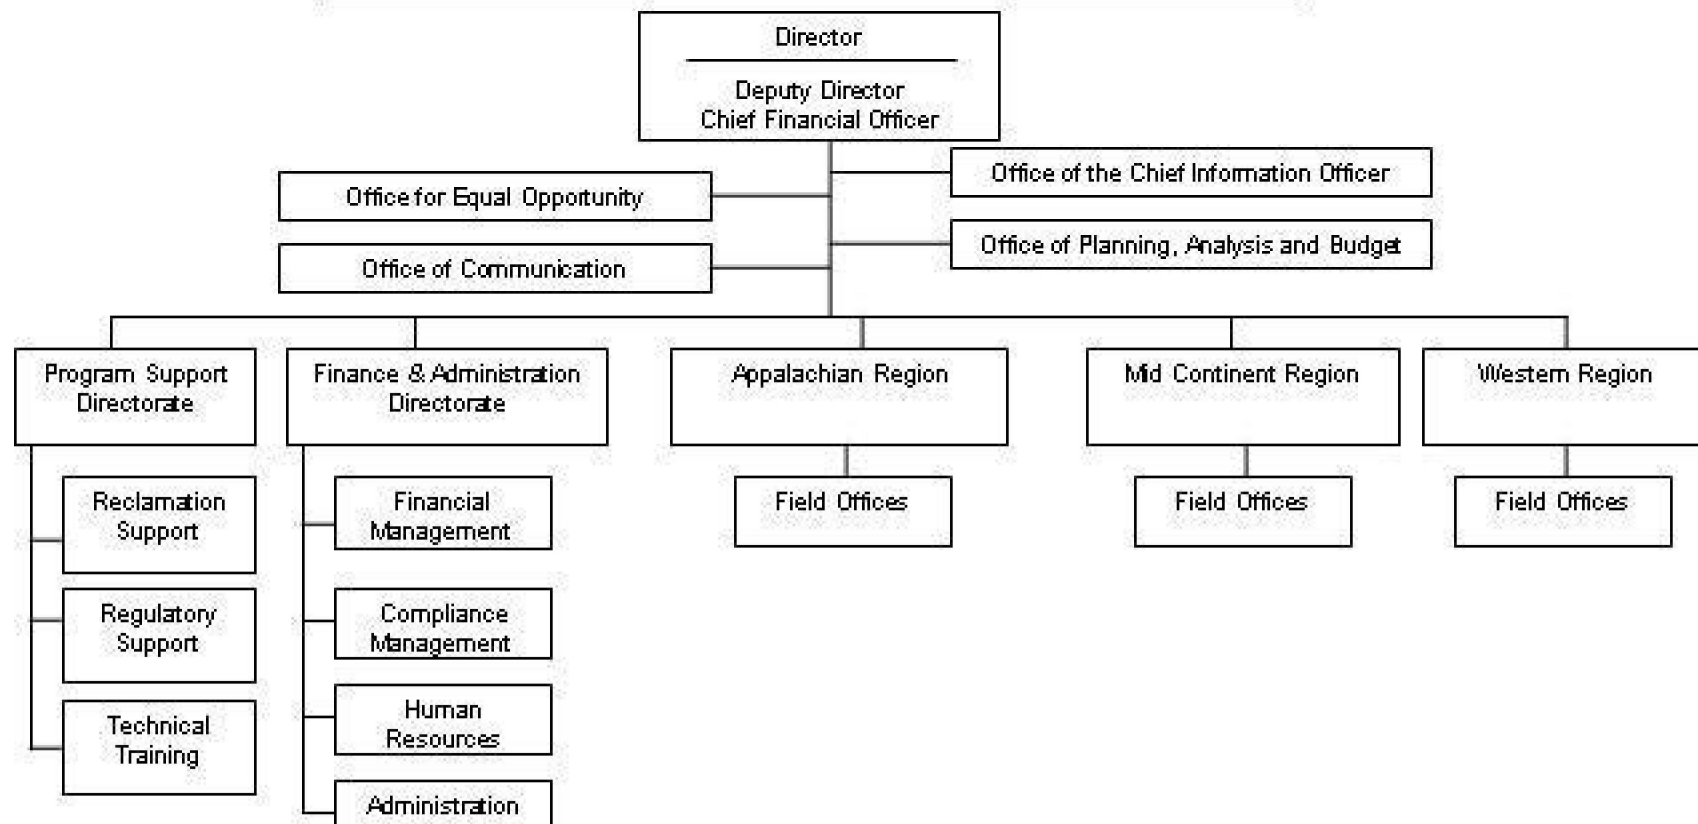 Director
Deputy Director
Chief Financial Officer
Office of the Chief Information Officer
Office for Equal Opportunity
Office of Planning, Analysis and Budget
Office of Communication
Program Support
Directorate
Finance & Administration
Directorate
Appalachian Region
Mid Continent Region
Western Region
Reclamation
Support
Regulatory
Support
Technical
Training
Financial
Management
Compliance
Management
Human
Resources
Administration
Field Offices
Field Offices
Field Offices